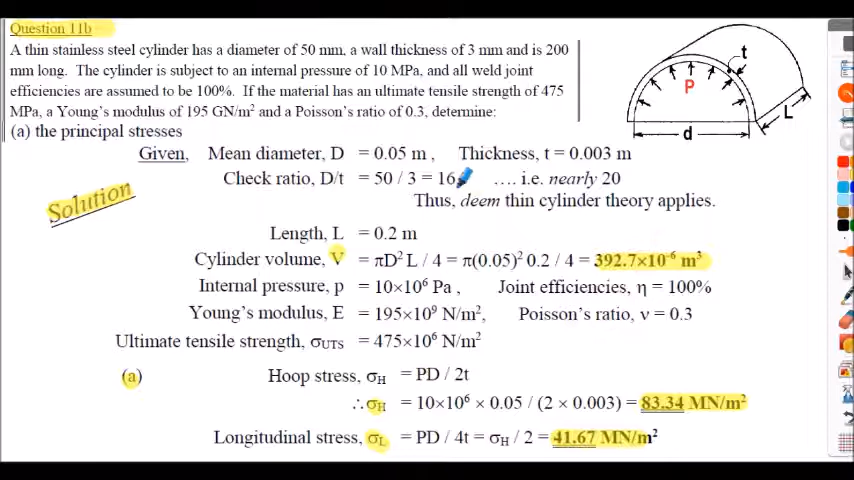 Question 11b
A thin stainless steel cylinder has a diameter of 50 mm, a wall thickness of 3 mm and is 200
mm long. The cylinder is subject to an internal pressure of 10 MPa, and all weld joint
efficiencies are assumed to be 100%. If the material has an ultimate tensile strength of 475
MPa, a Young's modulus of 195 GN/m² and a Poisson's ratio of 0.3, determine:
(a) the principal stresses
t
P
L
d
Given, Mean diameter, D = 0.05 m , Thickness, t = 0.003 m
Check ratio, D/t = 50 / 3 = 16 .... i.e. nearly 20
Thus, deem thin cylinder theory applies.
Solution
Length, L = 0.2 m
Cylinder volume, V = πD² L / 4 = π(0.05)² 0.2 / 4 = 392.7×10⁻⁶ m³
Internal pressure, p = 10×10⁶ Pa , Joint efficiencies, η = 100%
Young's modulus, E = 195×10⁹ N/m², Poisson's ratio, ν = 0.3
Ultimate tensile strength, σUTS = 475×10⁶ N/m²
(a) Hoop stress, σH = PD / 2t
∴ σH = 10×10⁶ × 0.05 / (2 × 0.003) = 83.34 MN/m²
Longitudinal stress, σL = PD / 4t = σH / 2 = 41.67 MN/m²